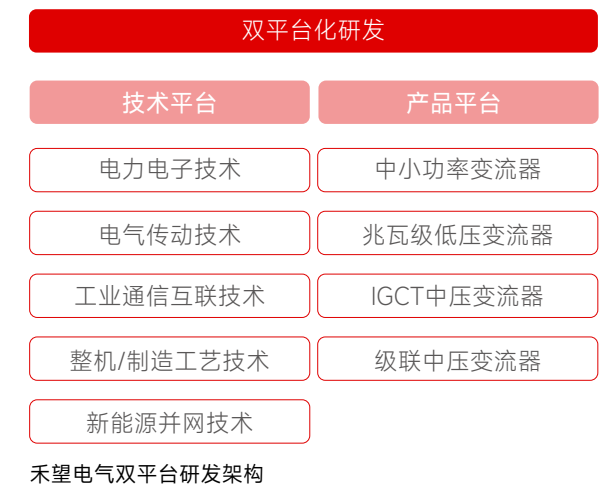 双平台化研发
技术平台 产品平台
电力电子技术 中小功率变流器
电气传动技术 兆瓦级低压变流器
工业通信互联技术 IGCT中压变流器
整机/制造工艺技术 级联中压变流器
新能源并网技术
禾望电气双平台研发架构